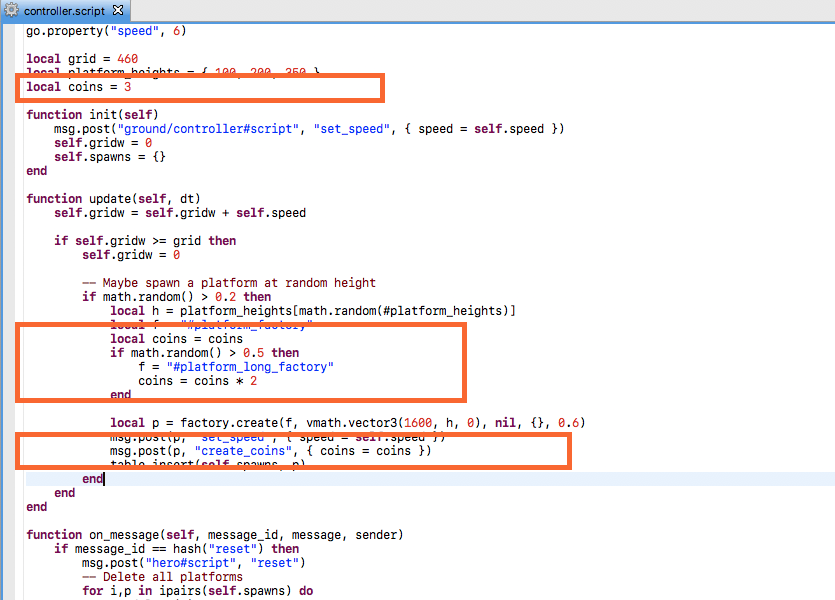 controller.script
go.property("speed", 6)
local grid = 460
local platform_heights = { 100, 200, 350 }
local coins = 3
function init(self)
msg.post("ground/controller#script", "set_speed", { speed = self.speed })
self.gridw = 0
self.spawns = {}
end
function update(self, dt)
self.gridw = self.gridw + self.speed
if self.gridw >= grid then
self.gridw = 0
-- Maybe spawn a platform at random height
if math.random() > 0.2 then
local h = platform_heights[math.random(#platform_heights)]
local f = "#platform_factory"
local coins = coins
if math.random() > 0.5 then
f = "#platform_long_factory"
coins = coins * 2
end
local p = factory.create(f, vmath.vector3(1600, h, 0), nil, {}, 0.6)
msg.post(p, "set_speed", { speed = self.speed })
msg.post(p, "create_coins", { coins = coins })
table.insert(self.spawns, p)
end
end
end
function on_message(self, message_id, message, sender)
if message_id == hash("reset") then
msg.post("hero#script", "reset")
-- Delete all platforms
for i,p in ipairs(self.spawns) do